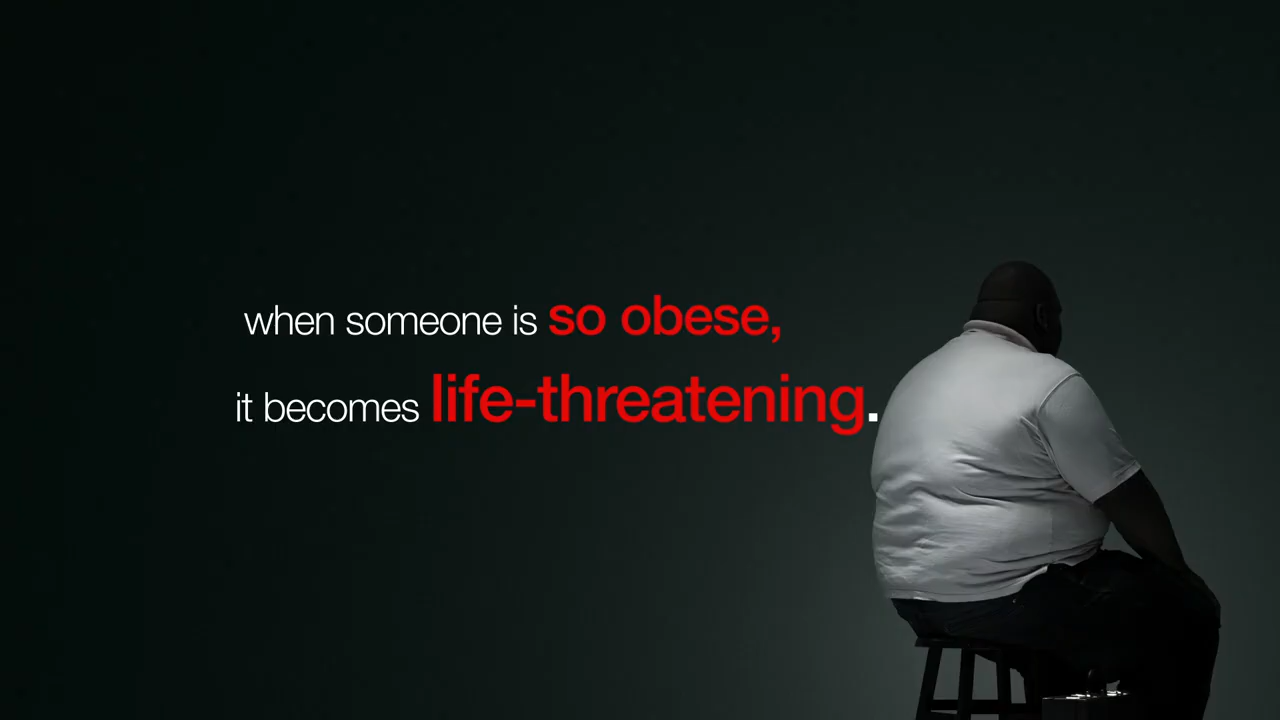 when someone is so obese,
it becomes life-threatening.